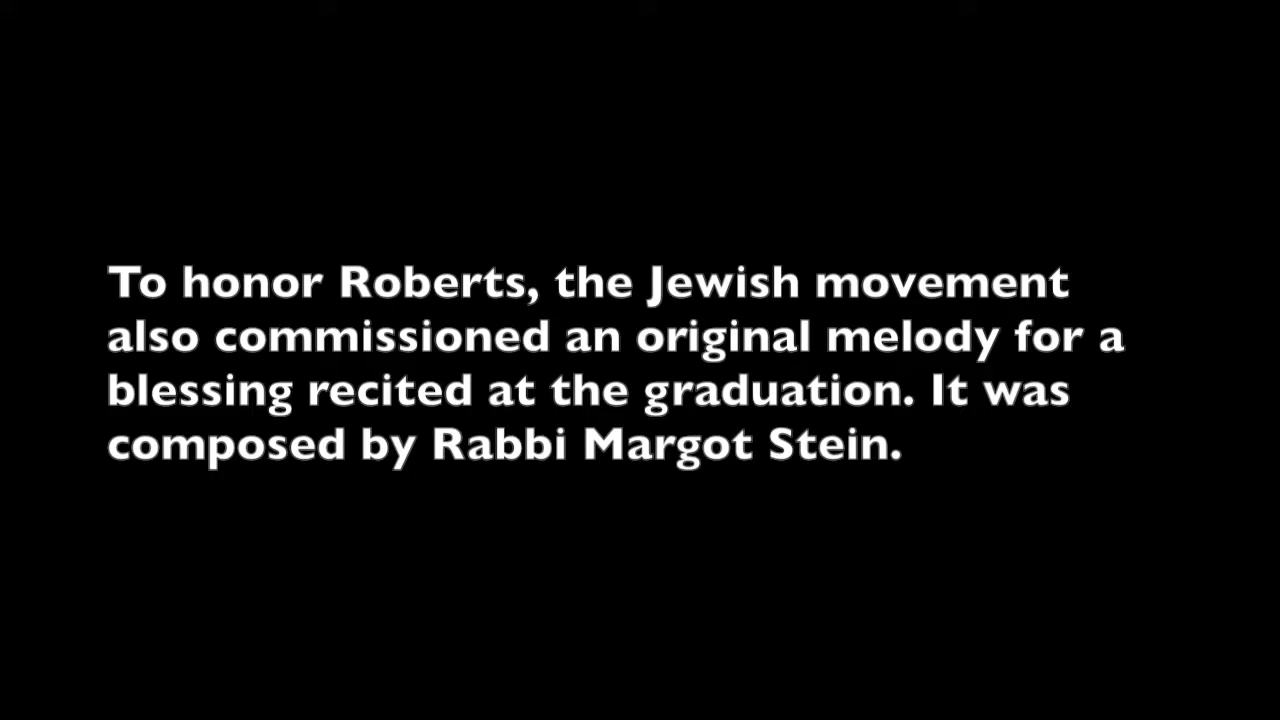 To honor Roberts, the Jewish movement
also commissioned an original melody for a
blessing recited at the graduation. It was
composed by Rabbi Margot Stein.